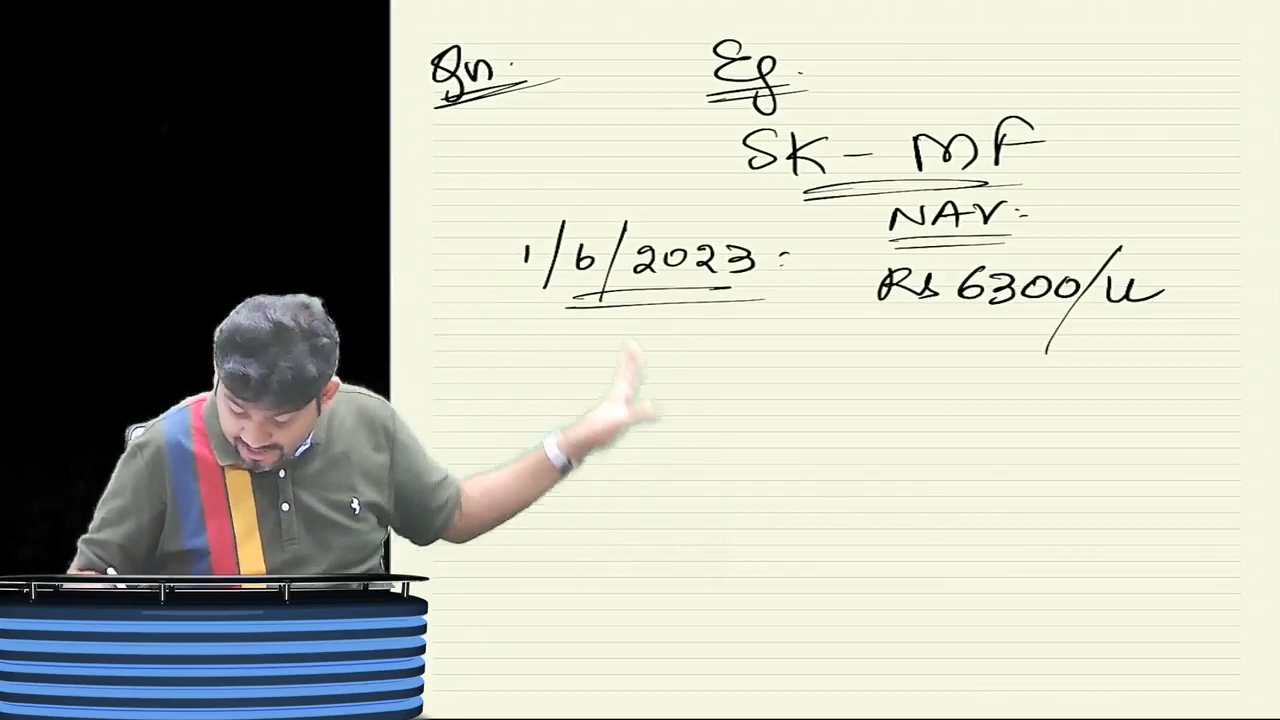 Qn.
Eg.
SK - MF
NAV:
1/6/2023:
Rs 6300/u